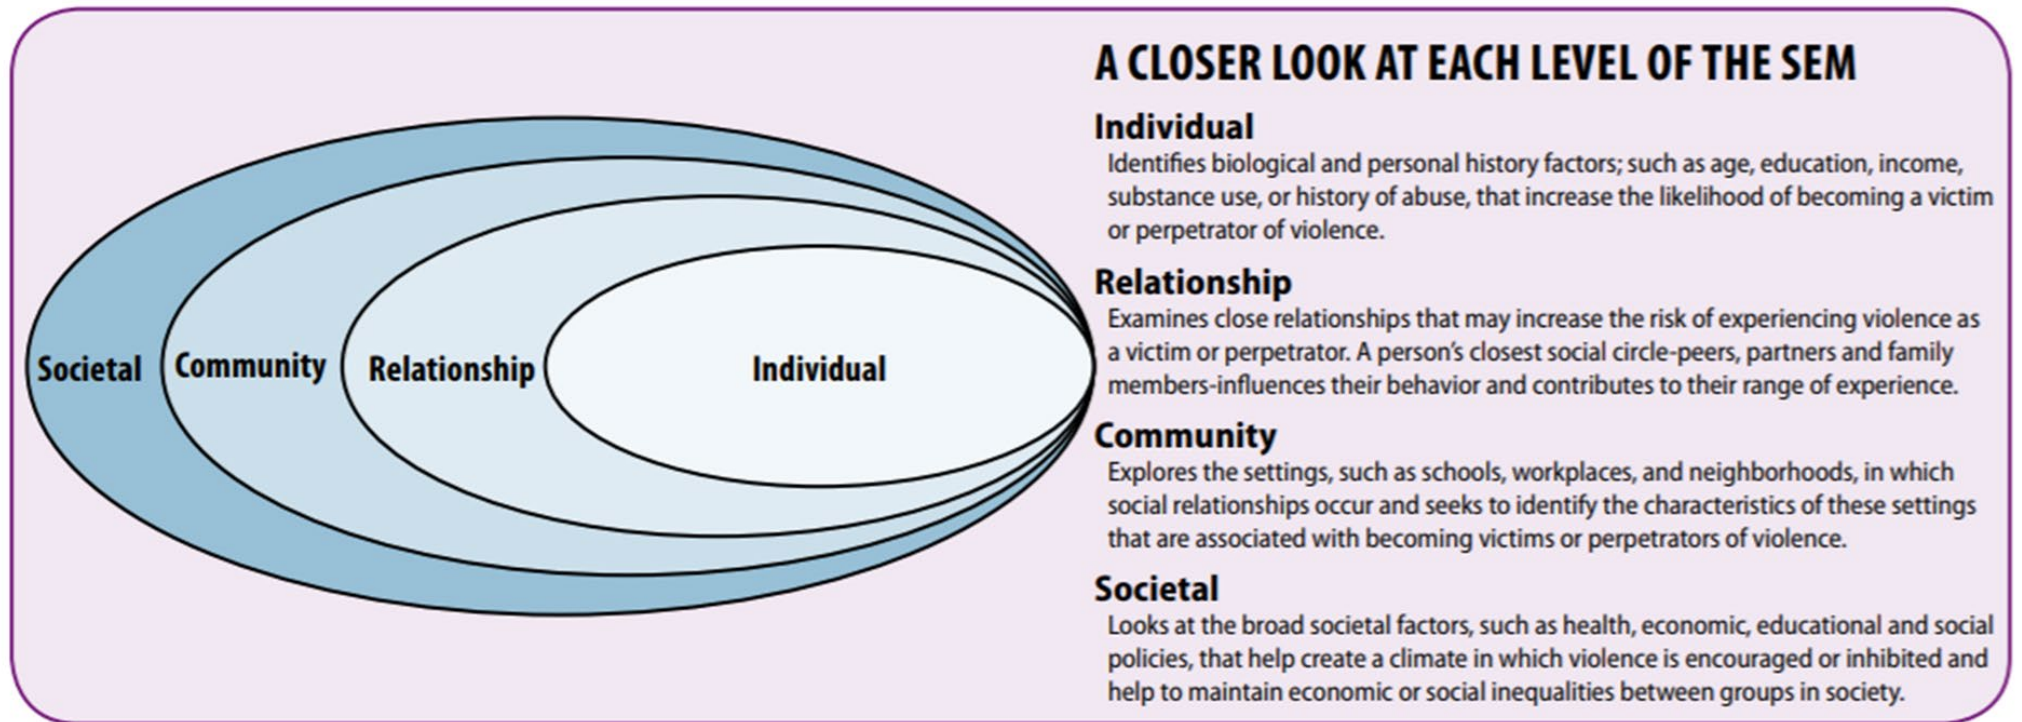 Societal
Community
Relationship
Individual
A CLOSER LOOK AT EACH LEVEL OF THE SEM
Individual
Identifies biological and personal history factors; such as age, education, income,
substance use, or history of abuse, that increase the likelihood of becoming a victim
or perpetrator of violence.
Relationship
Examines close relationships that may increase the risk of experiencing violence as
a victim or perpetrator. A person’s closest social circle-peers, partners and family
members-influences their behavior and contributes to their range of experience.
Community
Explores the settings, such as schools, workplaces, and neighborhoods, in which
social relationships occur and seeks to identify the characteristics of these settings
that are associated with becoming victims or perpetrators of violence.
Societal
Looks at the broad societal factors, such as health, economic, educational and social
policies, that help create a climate in which violence is encouraged or inhibited and
help to maintain economic or social inequalities between groups in society.